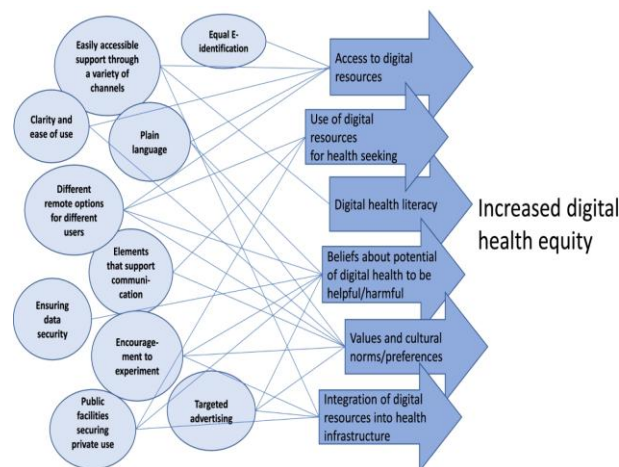 Equal E-
identification
Easily accessible
support through
a variety of
channels
Clarity and
ease of use
Plain
language
Different
remote options
for different
users
Elements
that support
communi-
cation
Ensuring
data
security
Encourage-
ment to
experiment
Public
facilities
securing
private use
Targeted
advertising
Access to digital
resources
Use of digital
resources
for health seeking
Digital health literacy
Beliefs about potential
of digital health to be
helpful/harmful
Values and cultural
norms/preferences
Integration of digital
resources into health
infrastructure
Increased digital
health equity